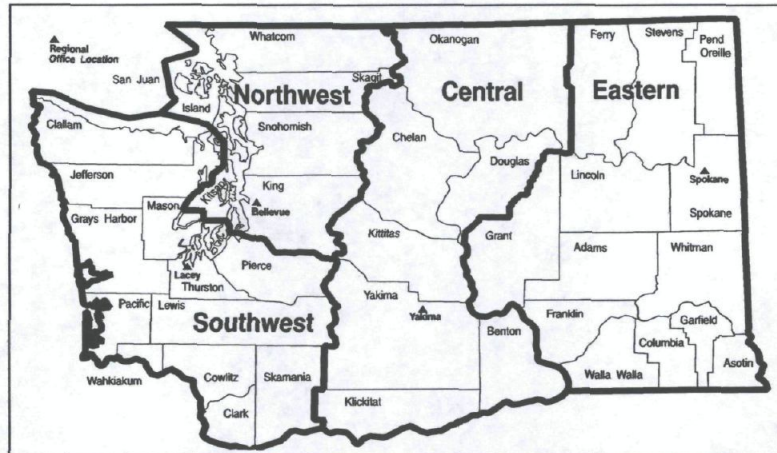 Regional
Office Location
San Juan
Whatcom
Skagit
Island
Northwest
Snohomish
King
Kitsap
Bellevue
Okanogan
Central
Chelan
Douglas
Kittitas
Yakima
Yakima
Benton
Klickitat
Ferry
Stevens
Pend
Oreille
Eastern
Lincoln
Spokane
Spokane
Grant
Adams
Whitman
Franklin
Garfield
Columbia
Asotin
Walla Walla
Clallam
Jefferson
Mason
Grays Harbor
Lacey
Thurston
Pierce
Pacific
Lewis
Southwest
Wahkiakum
Cowlitz
Skamania
Clark